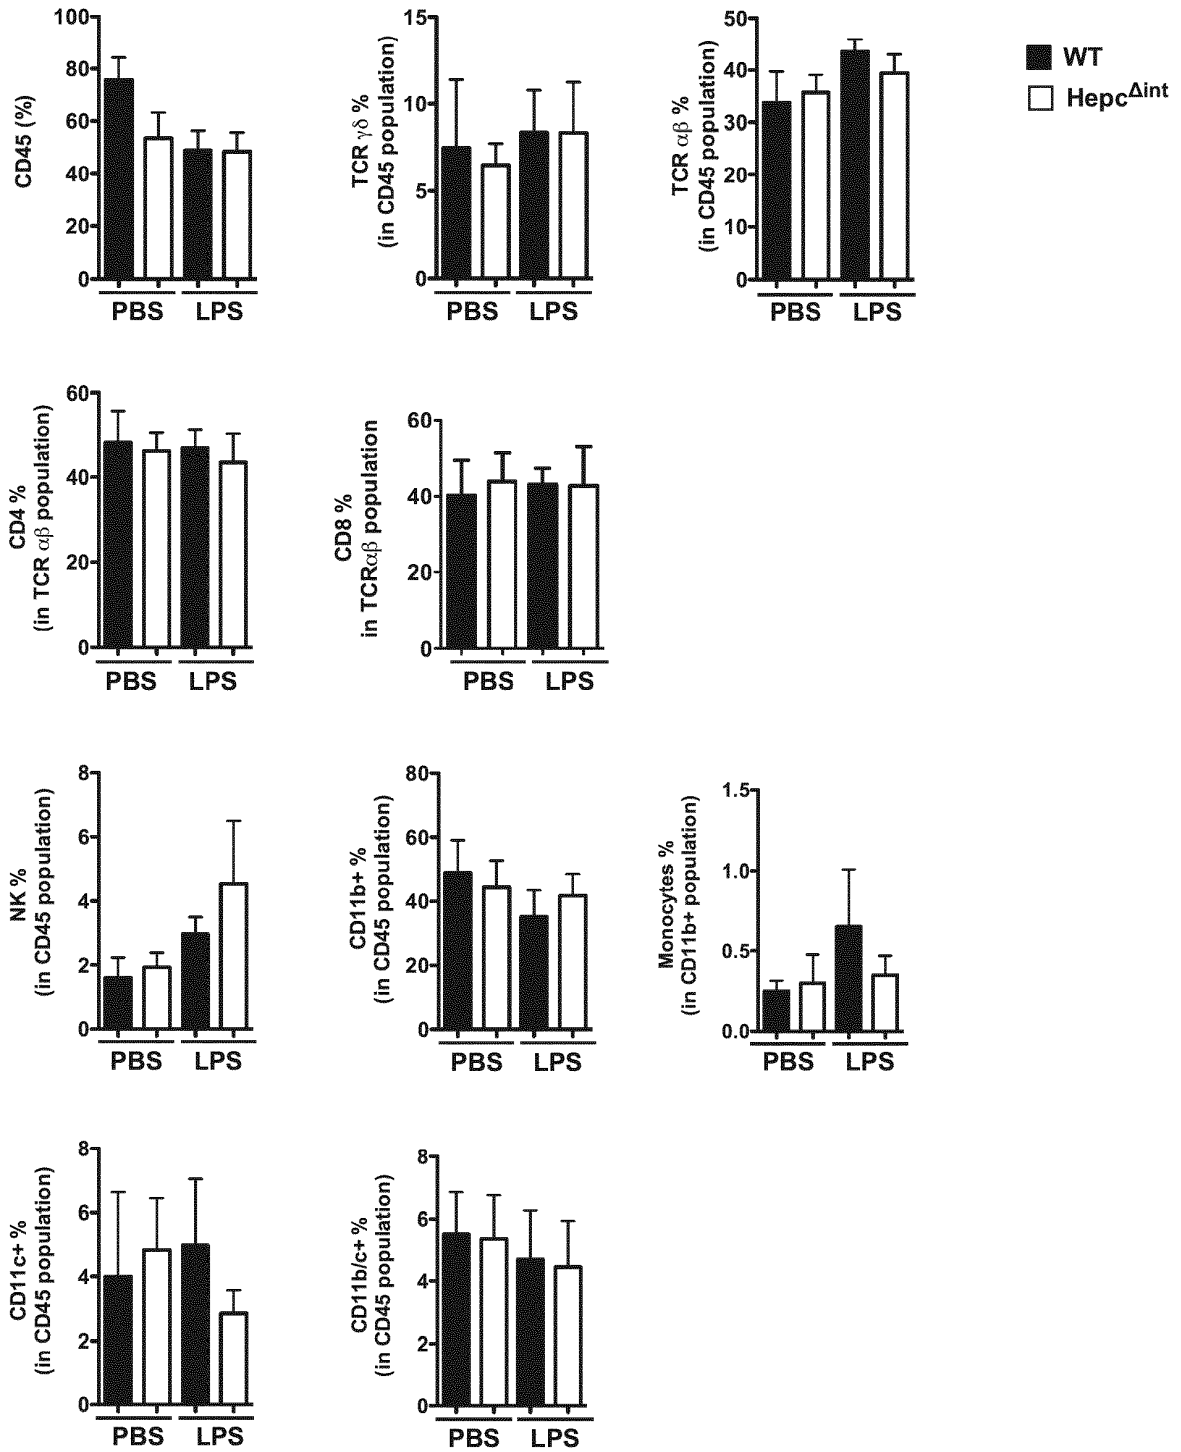 WT
HepcΔint
CD45 (%)
100
80
60
40
20
0
PBS LPS
TCR γδ %
(in CD45 population)
15
10
5
0
PBS LPS
TCR αβ %
(in CD45 population)
50
40
30
20
10
0
PBS LPS
CD4 %
(in TCR αβ population)
60
40
20
0
PBS LPS
CD8 %
in TCRαβ population
60
40
20
0
PBS LPS
NK %
(in CD45 population)
8
6
4
2
0
PBS LPS
CD11b+ %
(in CD45 population)
80
60
40
20
0
PBS LPS
Monocytes %
(in CD11b+ population)
1.5
1.0
0.5
0.0
PBS LPS
CD11c+ %
(in CD45 population)
8
6
4
2
0
PBS LPS
CD11b/c+ %
(in CD45 population)
8
6
4
2
0
PBS LPS